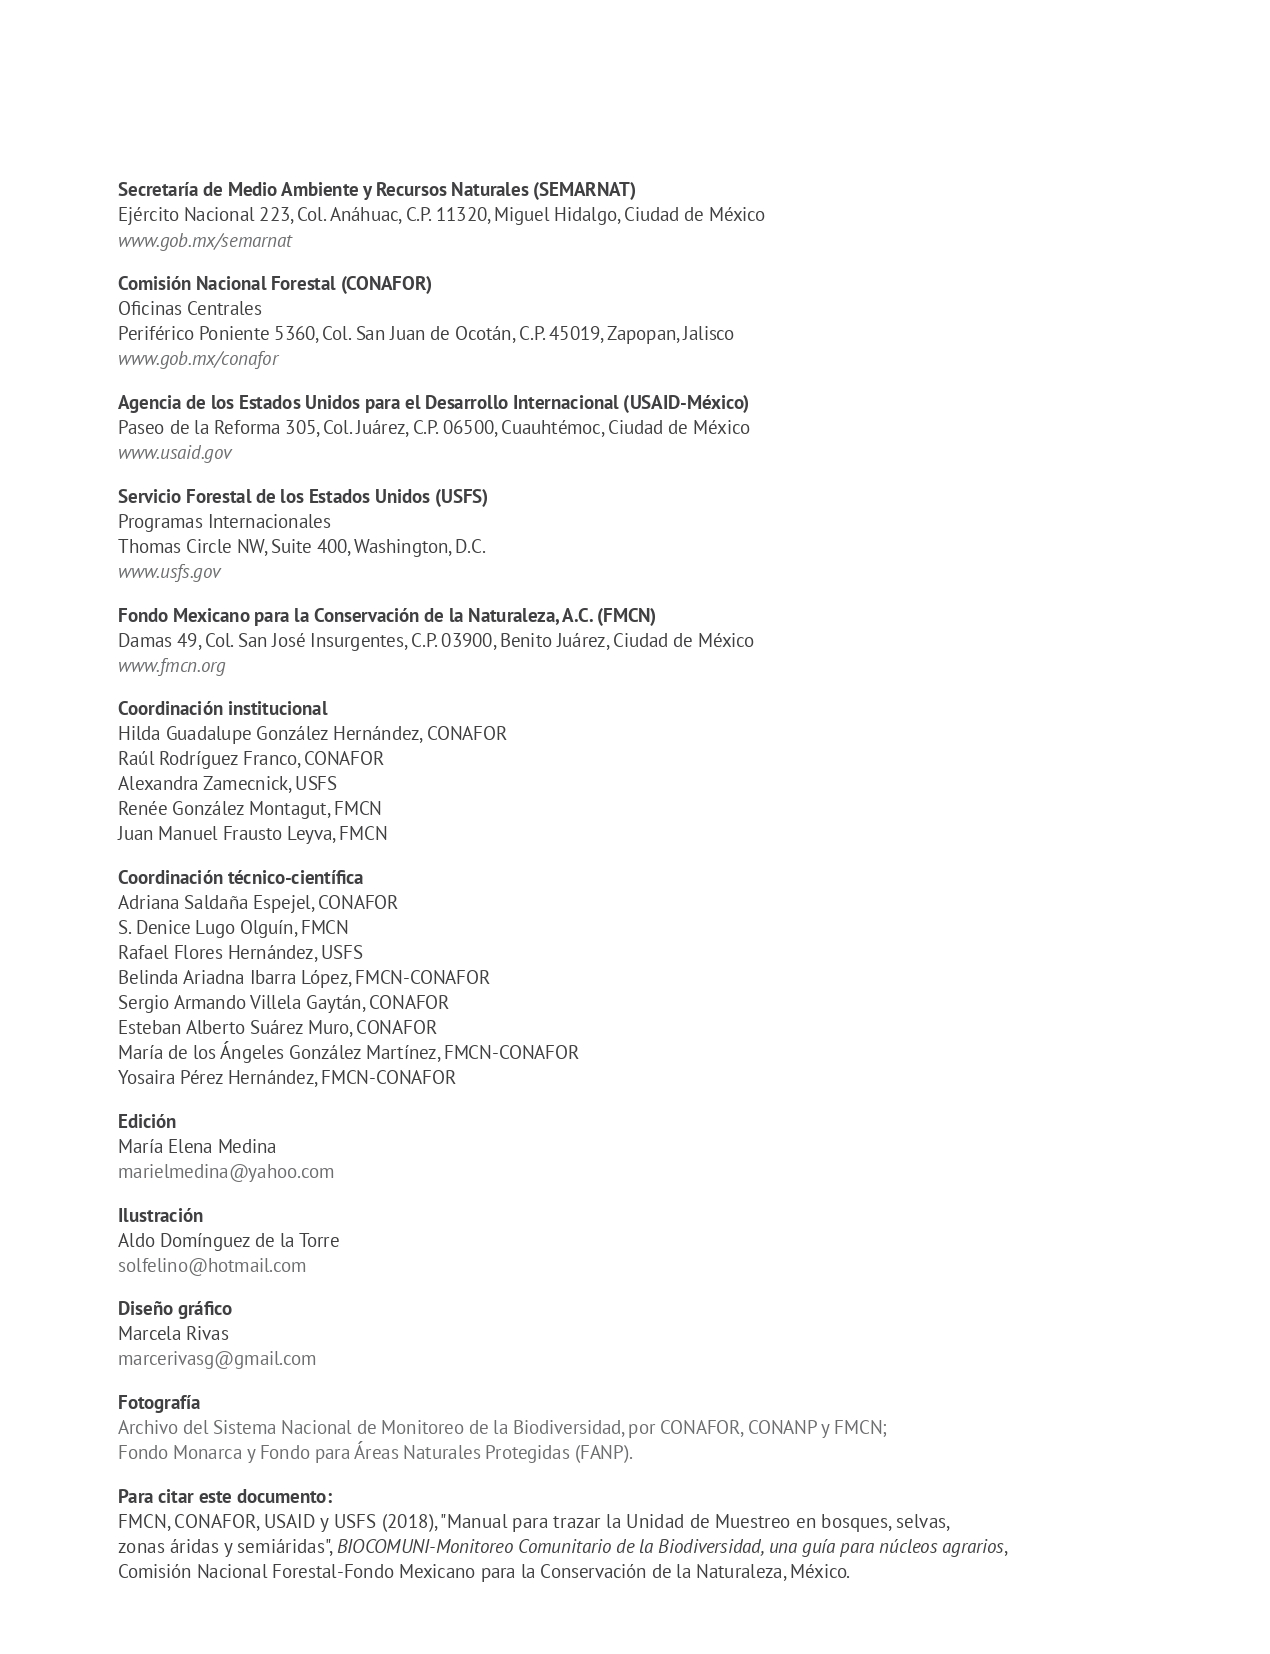 Secretaría de Medio Ambiente y Recursos Naturales (SEMARNAT)
Ejército Nacional 223, Col. Anáhuac, C.P. 11320, Miguel Hidalgo, Ciudad de México
www.gob.mx/semarnat
Comisión Nacional Forestal (CONAFOR)
Oficinas Centrales
Periférico Poniente 5360, Col. San Juan de Ocotán, C.P. 45019, Zapopan, Jalisco
www.gob.mx/conafor
Agencia de los Estados Unidos para el Desarrollo Internacional (USAID-México)
Paseo de la Reforma 305, Col. Juárez, C.P. 06500, Cuauhtémoc, Ciudad de México
www.usaid.gov
Servicio Forestal de los Estados Unidos (USFS)
Programas Internacionales
Thomas Circle NW, Suite 400, Washington, D.C.
www.usfs.gov
Fondo Mexicano para la Conservación de la Naturaleza, A.C. (FMCN)
Damas 49, Col. San José Insurgentes, C.P. 03900, Benito Juárez, Ciudad de México
www.fmcn.org
Coordinación institucional
Hilda Guadalupe González Hernández, CONAFOR
Raúl Rodríguez Franco, CONAFOR
Alexandra Zamecnick, USFS
Renée González Montagut, FMCN
Juan Manuel Frausto Leyva, FMCN
Coordinación técnico-científica
Adriana Saldaña Espejel, CONAFOR
S. Denice Lugo Olguín, FMCN
Rafael Flores Hernández, USFS
Belinda Ariadna Ibarra López, FMCN-CONAFOR
Sergio Armando Villela Gaytán, CONAFOR
Esteban Alberto Suárez Muro, CONAFOR
María de los Ángeles González Martínez, FMCN-CONAFOR
Yosaira Pérez Hernández, FMCN-CONAFOR
Edición
María Elena Medina
marielmedina@yahoo.com
Ilustración
Aldo Domínguez de la Torre
solfelino@hotmail.com
Diseño gráfico
Marcela Rivas
marcerivasg@gmail.com
Fotografía
Archivo del Sistema Nacional de Monitoreo de la Biodiversidad, por CONAFOR, CONANP y FMCN;
Fondo Monarca y Fondo para Áreas Naturales Protegidas (FANP).
Para citar este documento:
FMCN, CONAFOR, USAID y USFS (2018), "Manual para trazar la Unidad de Muestreo en bosques, selvas,
zonas áridas y semiáridas", BIOCOMUNI-Monitoreo Comunitario de la Biodiversidad, una guía para núcleos agrarios,
Comisión Nacional Forestal-Fondo Mexicano para la Conservación de la Naturaleza, México.